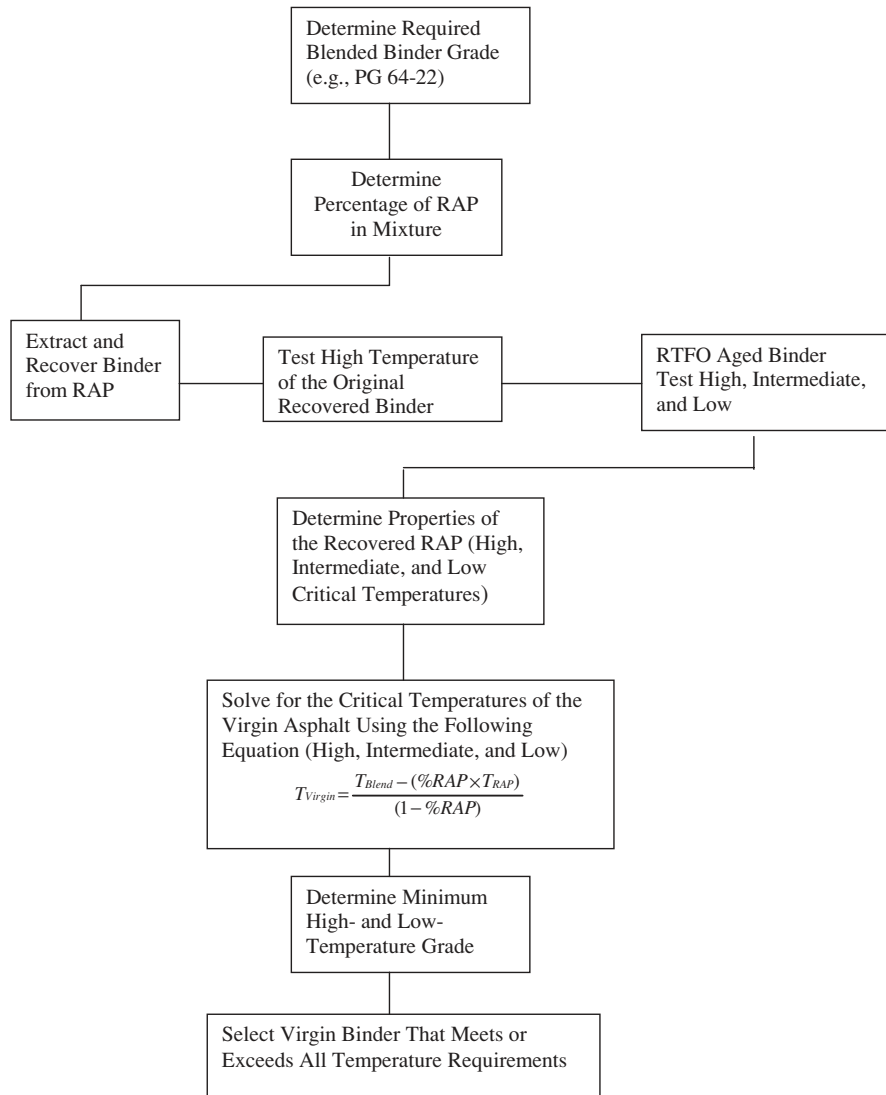 Determine Required
Blended Binder Grade
(e.g., PG 64-22)
Determine
Percentage of RAP
in Mixture
Extract and
Recover Binder
from RAP
Test High Temperature
of the Original
Recovered Binder
RTFO Aged Binder
Test High, Intermediate,
and Low
Determine Properties of
the Recovered RAP (High,
Intermediate, and Low
Critical Temperatures)
Solve for the Critical Temperatures of the
Virgin Asphalt Using the Following
Equation (High, Intermediate, and Low)
T_Virgin = \frac{T_Blend − (%RAP × T_RAP)}{(1 − %RAP)}
Determine Minimum
High- and Low-
Temperature Grade
Select Virgin Binder That Meets or
Exceeds All Temperature Requirements